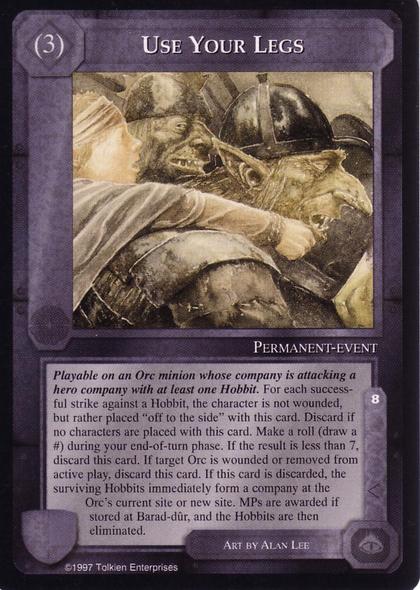 (3)
USE YOUR LEGS
PERMANENT-EVENT
Playable on an Orc minion whose company is attacking a
hero company with at least one Hobbit. For each success-
ful strike against a Hobbit, the character is not wounded,
but rather placed “off to the side” with this card. Discard if
no characters are placed with this card. Make a roll (draw a
#) during your end-of-turn phase. If the result is less than 7,
discard this card. If target Orc is wounded or removed from
active play, discard this card. If this card is discarded, the
surviving Hobbits immediately form a company at the
Orc's current site or new site. MPs are awarded if
stored at Barad-dûr, and the Hobbits are then
eliminated.
8
ART BY ALAN LEE
©1997 Tolkien Enterprises